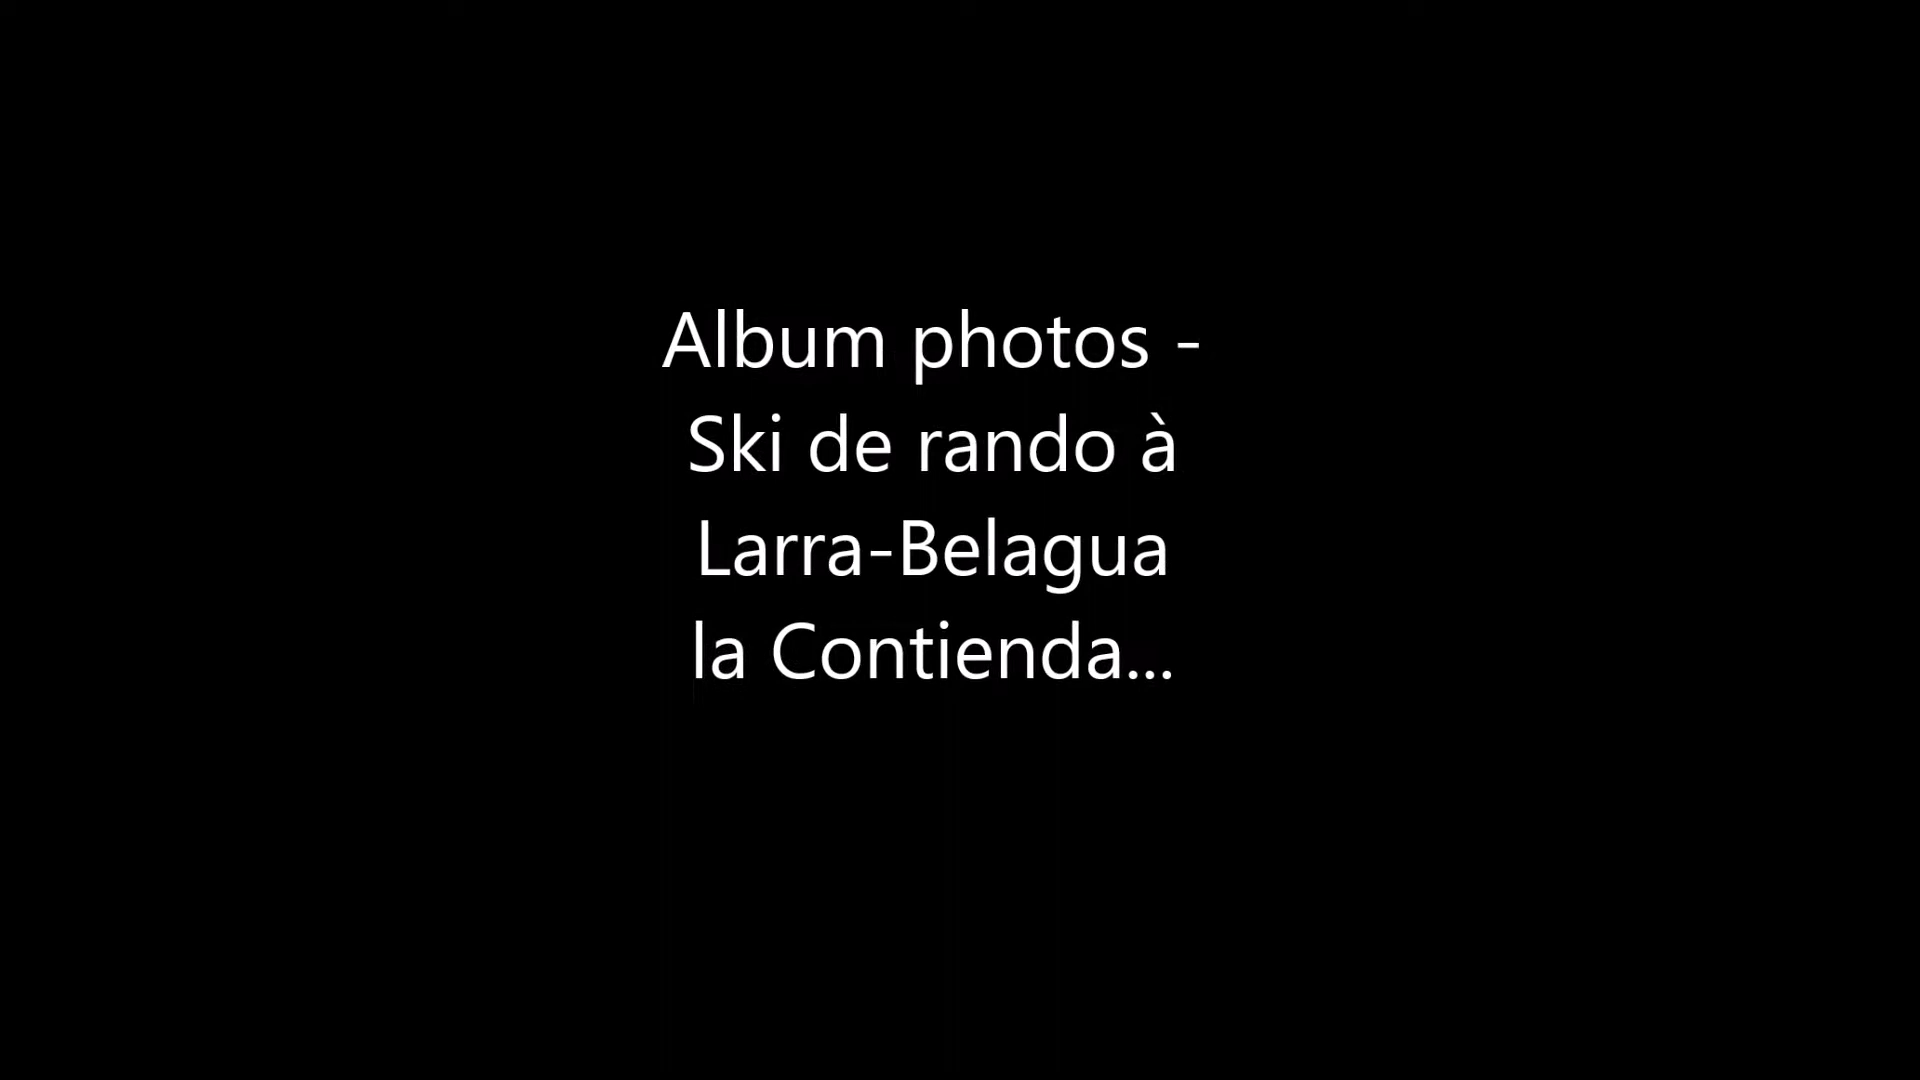 Album photos -
Ski de rando à
Larra-Belagua
la Contienda...